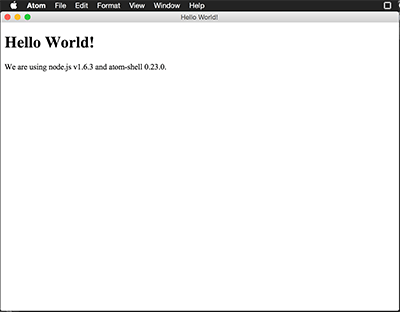 Atom File Edit Format View Window Help
Hello World!
Hello World!
We are using node.js v1.6.3 and atom-shell 0.23.0.